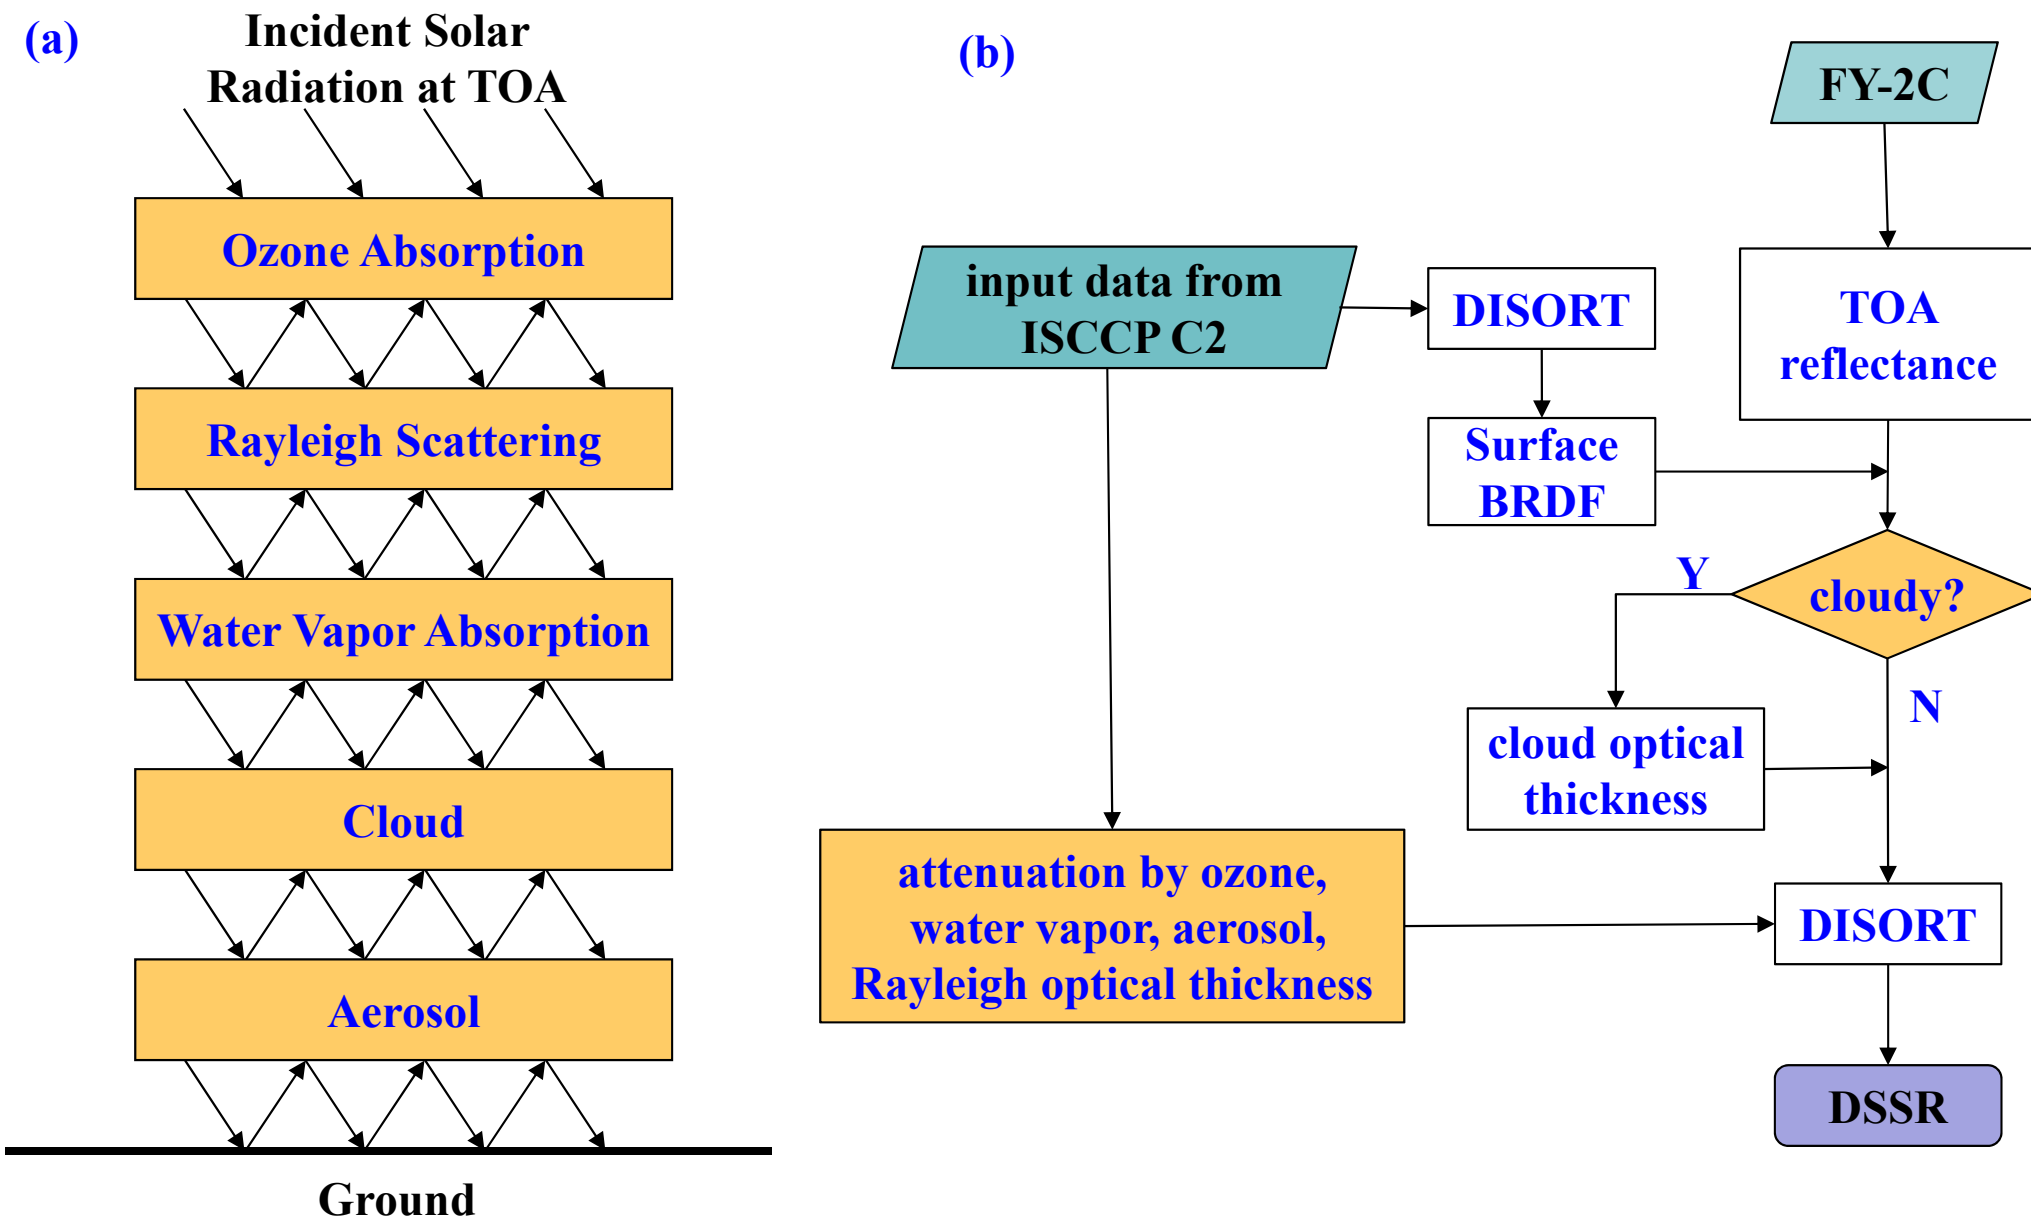 (a)
Incident Solar
Radiation at TOA
Ozone Absorption
Rayleigh Scattering
Water Vapor Absorption
Cloud
Aerosol
Ground
(b)
FY-2C
input data from
ISCCP C2
DISORT
TOA
reflectance
Surface
BRDF
cloudy?
Y
N
cloud optical
thickness
attenuation by ozone,
water vapor, aerosol,
Rayleigh optical thickness
DISORT
DSSR